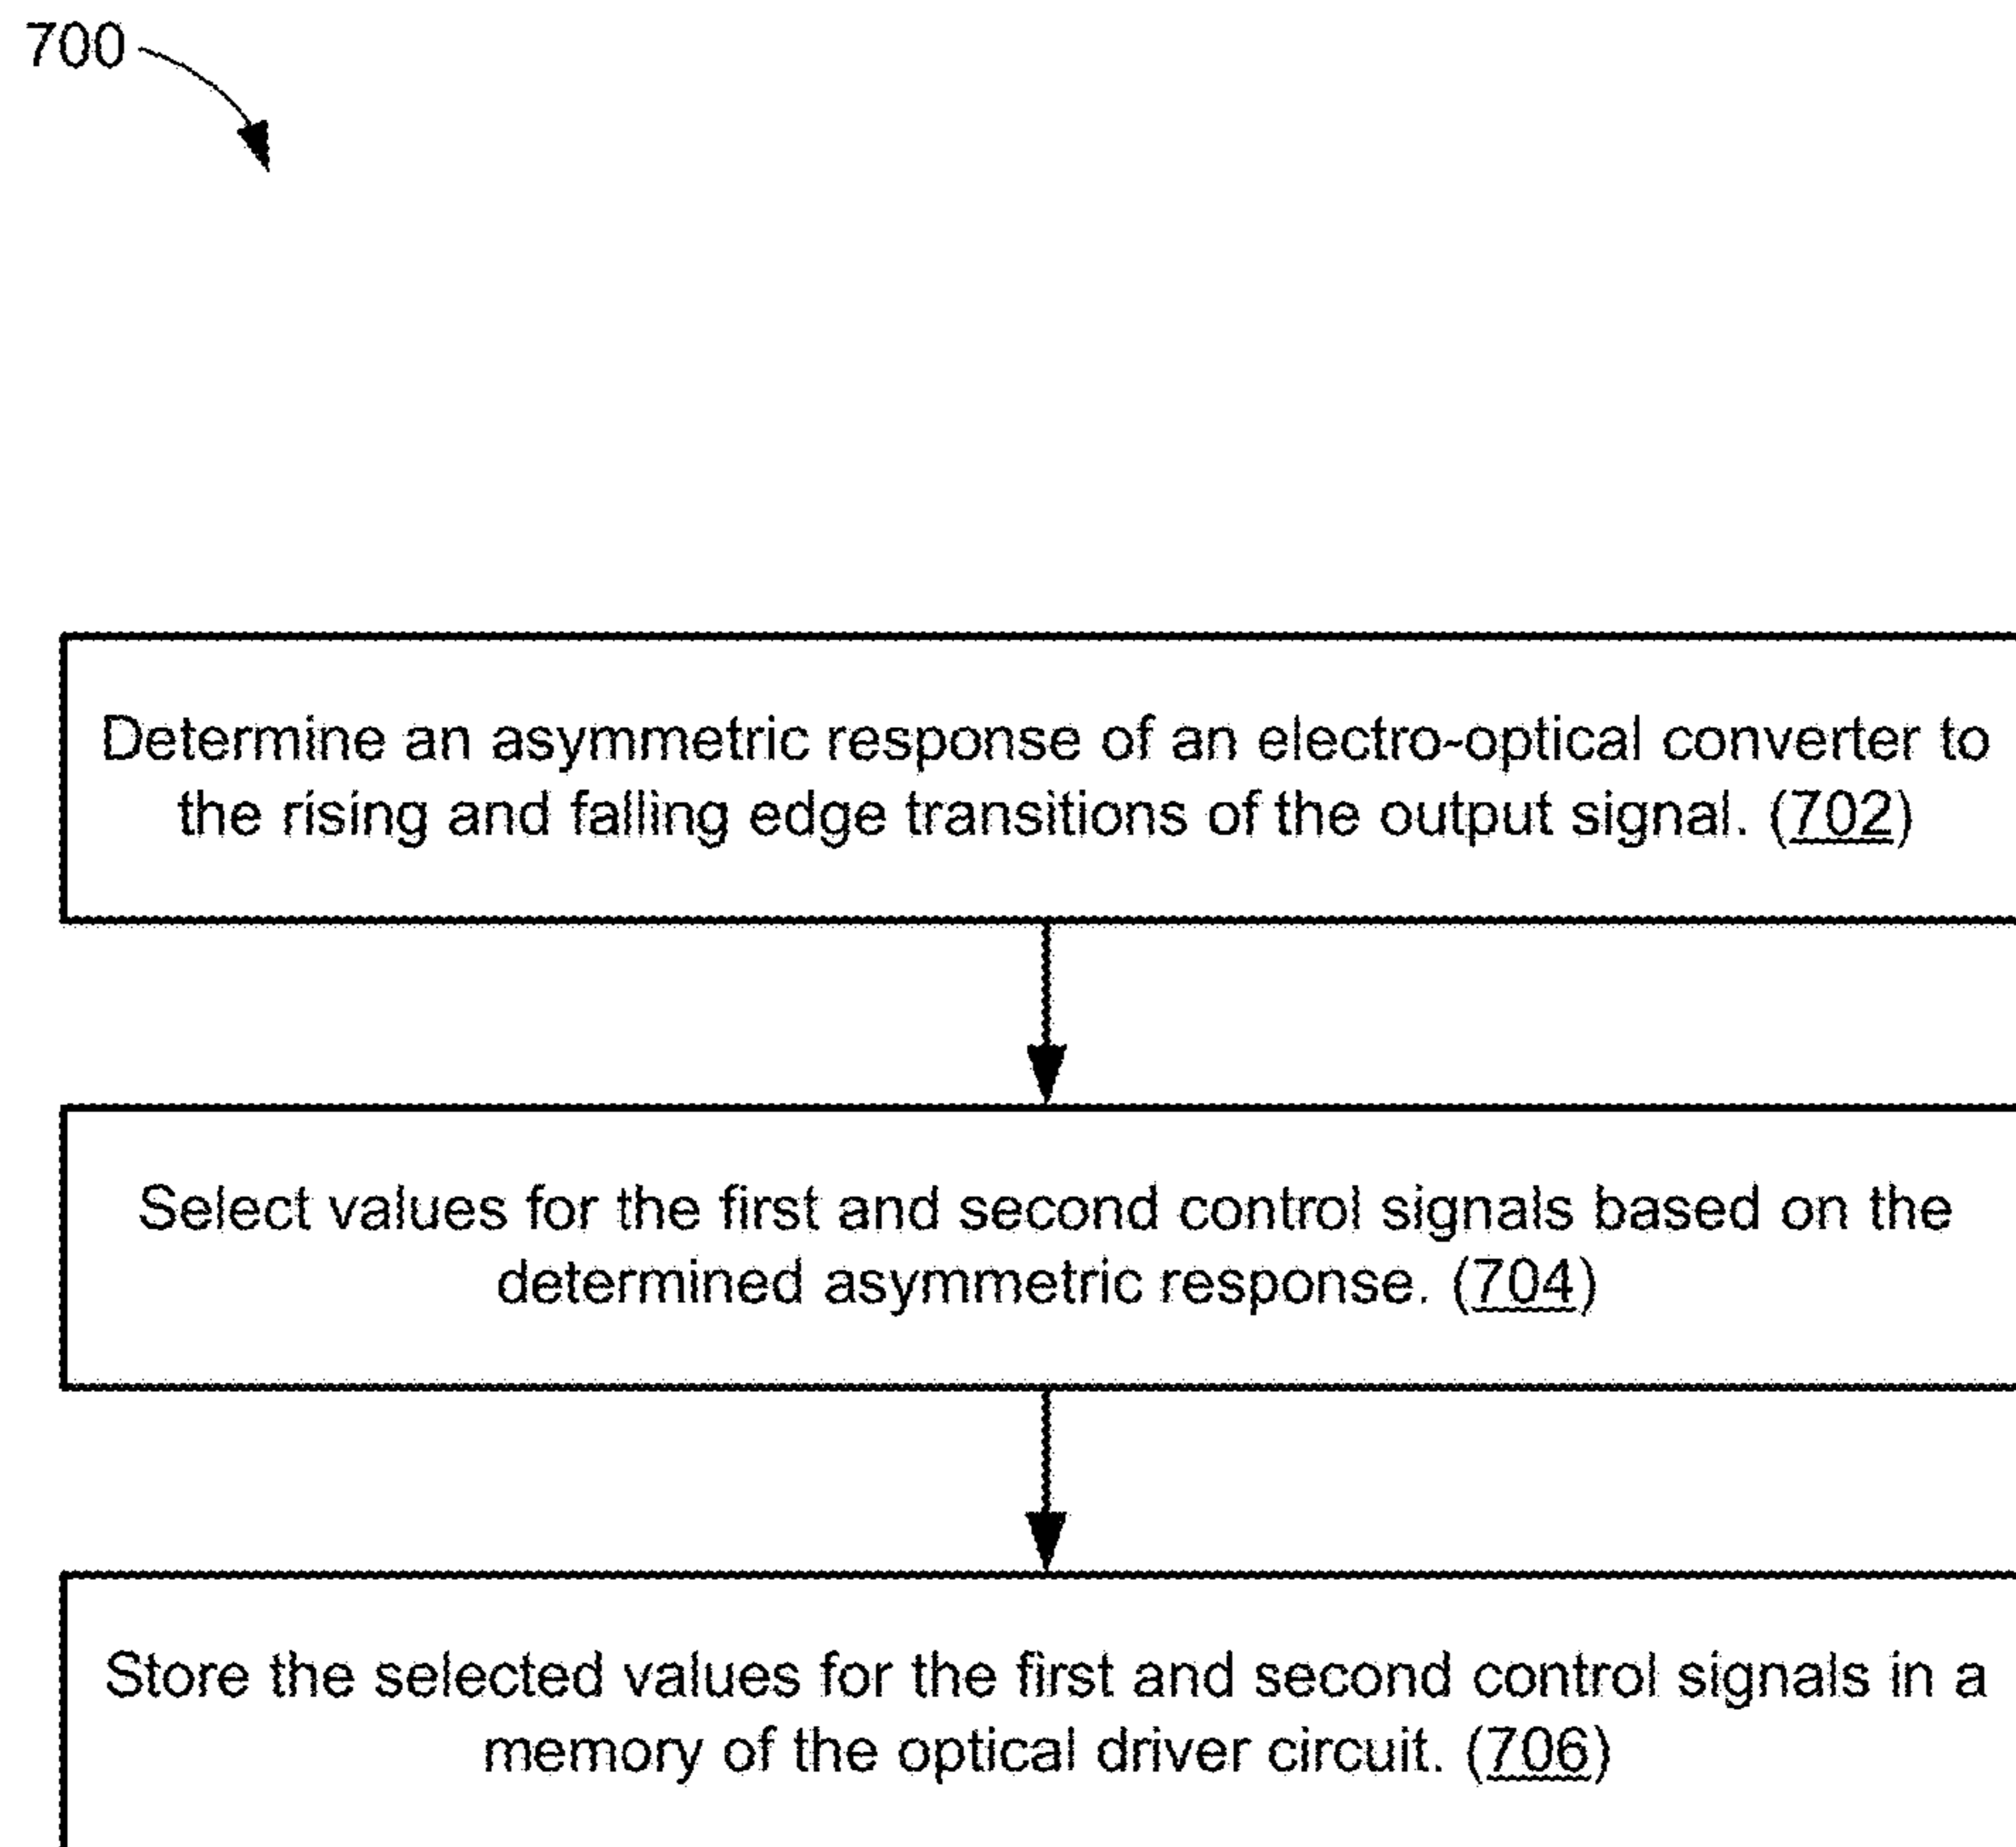 700
Determine an asymmetric response of an electro-optical converter to
the rising and falling edge transitions of the output signal. (702)
Select values for the first and second control signals based on the
determined asymmetric response. (704)
Store the selected values for the first and second control signals in a
memory of the optical driver circuit. (706)